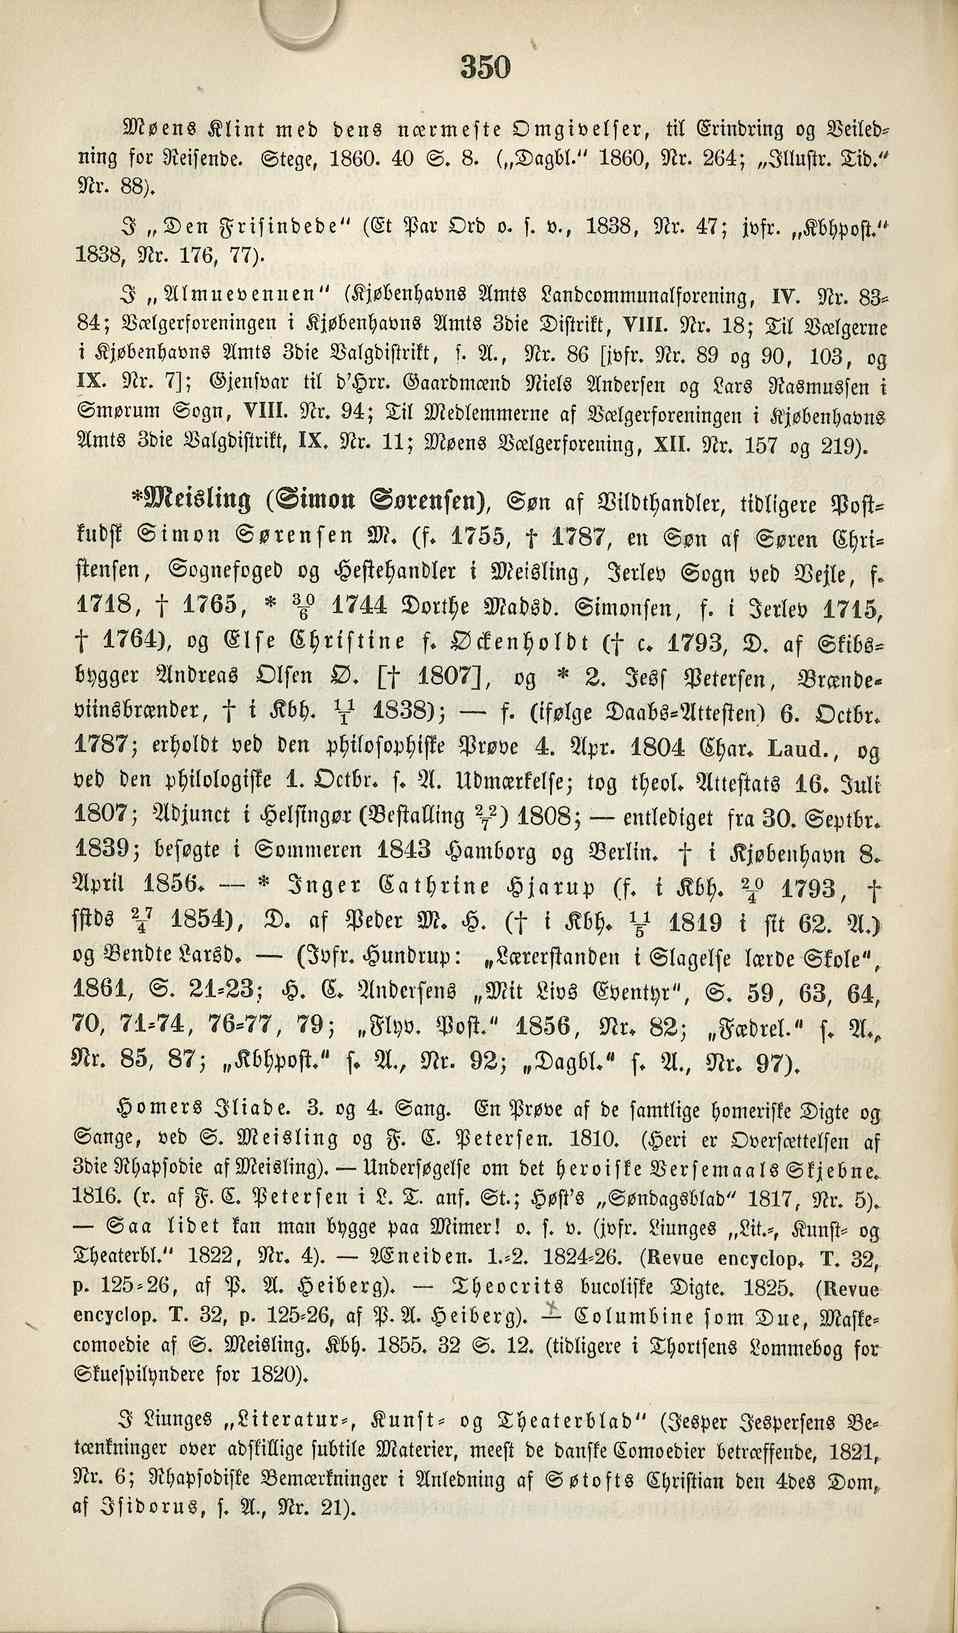 350
Møens Klint med dens nærmeste Omgivelser, til Erindring og Veiled-
ning for Reisende. Stege, 1860. 40 S. 8. („Dagbl." 1860, Nr. 264; „Illustr. Tid."
Nr. 88).
I „Den Frisindede" (Et Par Ord o. s. v., 1838, Nr. 47; jvfr. „Kbhpost."
1838, Nr. 176, 77).
I „Almuevennen" (Kjøbenhavns Amts Landcommunalforening, IV. Nr. 83-
84; Vælgerforeningen i Kjøbenhavns Amts 3die Distrikt, VIII. Nr. 18; Til Vælgerne
i Kjøbenhavns Amts 3die Valgdistrikt, s. A., Nr. 86 [jvfr. Nr. 89 og 90, 103, og
IX. Nr. 7]; Gjensvar til d'Hrr. Gaardmænd Niels Andersen og Lars Rasmussen i
Smørum Sogn, VIII. Nr. 94; Til Medlemmerne af Vælgerforeningen i Kjøbenhavns
Amts 3die Valgdistrikt, IX. Nr. 11; Møens Vælgerforening, XII. Nr. 157 og 219).
*Meisling (Simon Sørensen), Søn af Vildthandler, tidligere Post-
kudsk Simon Sørensen M. (f. 1755, † 1787, en Søn af Søren Chri-
stensen, Sognefoged og Hestehandler i Meisling, Jerlev Sogn ved Vejle, f.
1718, † 1765, * 30/6 1744 Dorthe Madsd. Simonsen, f. i Jerlev 1715,
† 1764), og Else Christine f. Øckenholdt († c. 1793, D. af Skibs-
bygger Andreas Olsen Ø. [† 1807], og * 2. Jess Petersen, Brænde-
viinsbrænder, † i Kbh. 11/1 1838); — f. (ifølge Daabs-Attesten) 6. Octbr.
1787; erholdt ved den philosophiske Prøve 4. Apr. 1804 Char. Laud., og
ved den philologiske 1. Octbr. s. A. Udmærkelse; tog theol. Attestats 16. Juli
1807; Adjunct i Helsingør (Bestalling 22/7) 1808; — entlediget fra 30. Septbr.
1839; besøgte i Sommeren 1843 Hamborg og Berlin. † i Kjøbenhavn 8.
April 1856. — * Inger Cathrine Hjarup (f. i Kbh. 20/4 1793, †
sstds 27/4 1854), D. af Peder M. H. († i Kbh. 11/5 1819 i sit 62. A.)
og Bendte Larsd. — (Jvfr. Hundrup: „Lærerstanden i Slagelse lærde Skole",
1861, S. 21-23; H. C. Andersens „Mit Livs Eventyr", S. 59, 63, 64,
70, 71-74, 76-77, 79; „Flyv. Post." 1856, Nr. 82; „Fædrel." s. A.,
Nr. 85, 87; „Kbhpost." s. A., Nr. 92; „Dagbl." s. A., Nr. 97).
Homers Iliade. 3. og 4. Sang. En Prøve af de samtlige homeriske Digte og
Sange, ved S. Meisling og F. C. Petersen. 1810. (Heri er Oversættelsen af
3die Rhapsodie af Meisling). — Undersøgelse om det heroiske Versemaals Skjebne.
1816. (r. af F. C. Petersen i L. T. anf. St.; Høst's „Søndagsblad" 1817, Nr. 5).
— Saa lidet kan man bygge paa Mimer! o. s. v. (jvfr. Liunges „Lit.-, Kunst- og
Theaterbl." 1822, Nr. 4). — Æneiden. 1.-2. 1824-26. (Revue encyclop. T. 32,
p. 125-26, af P. A. Heiberg). — Theocrits bucoliske Digte. 1825. (Revue
encyclop. T. 32, p. 125-26, af P. A. Heiberg). — Columbine som Due, Maske-
comoedie af S. Meisling. Kbh. 1855. 32 S. 12. (tidligere i Thortsens Lommebog for
Skuespilyndere for 1820).
I Liunges „Literatur-, Kunst- og Theaterblad" (Jesper Jespersens Be-
tænkninger over adskillige subtile Materier, meest de danske Comoedier betræffende, 1821,
Nr. 6; Rhapsodiske Bemærkninger i Anledning af Søtofts Christian den 4des Dom,
af Isidorus, s. A., Nr. 21).